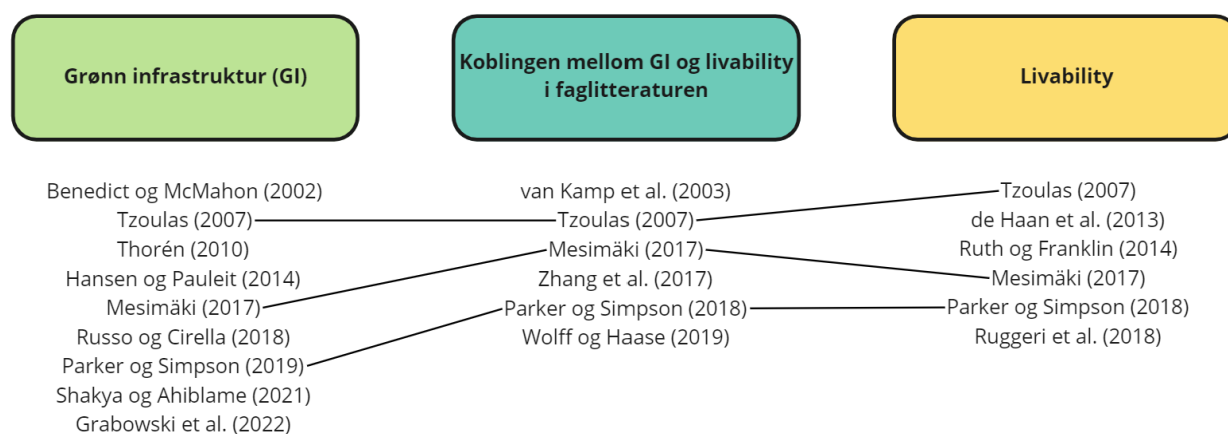 Grønn infrastruktur (GI)
Benedict og McMahon (2002)
Tzoulas (2007)
Thorén (2010)
Hansen og Pauleit (2014)
Mesimäki (2017)
Russo og Cirella (2018)
Parker og Simpson (2019)
Shakya og Ahiblame (2021)
Grabowski et al. (2022)
Koblingen mellom GI og livability
i faglitteraturen
van Kamp et al. (2003)
Tzoulas (2007)
Mesimäki (2017)
Zhang et al. (2017)
Parker og Simpson (2018)
Wolff og Haase (2019)
Livability
Tzoulas (2007)
de Haan et al. (2013)
Ruth og Franklin (2014)
Mesimäki (2017)
Parker og Simpson (2018)
Ruggeri et al. (2018)